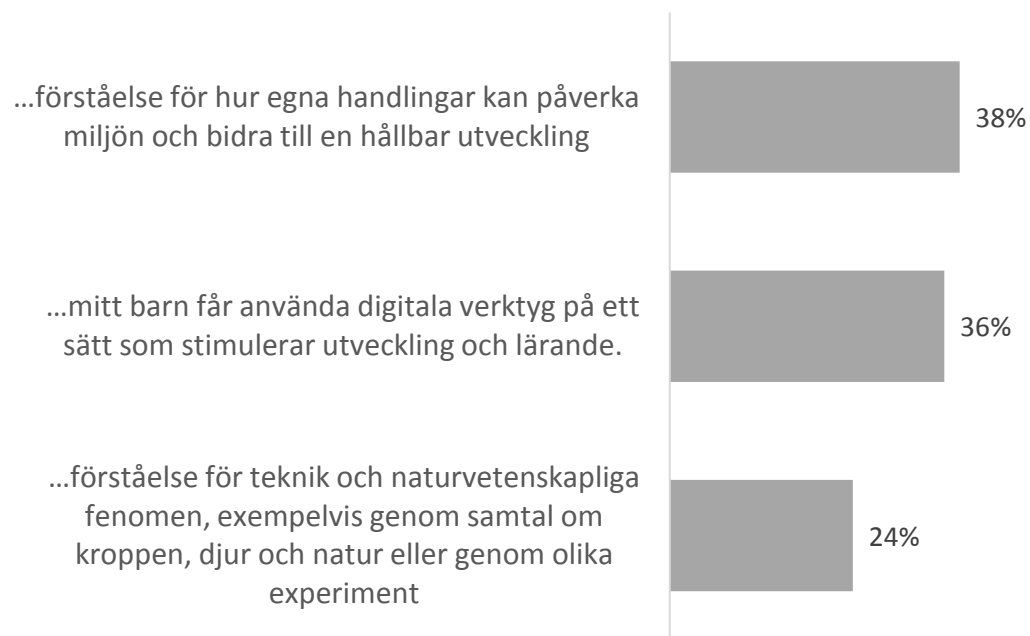 ...förståelse för hur egna handlingar kan påverka
miljön och bidra till en hållbar utveckling
38%
...mitt barn får använda digitala verktyg på ett
sätt som stimulerar utveckling och lärande.
36%
...förståelse för teknik och naturvetenskapliga
fenomen, exempelvis genom samtal om
kroppen, djur och natur eller genom olika
experiment
24%